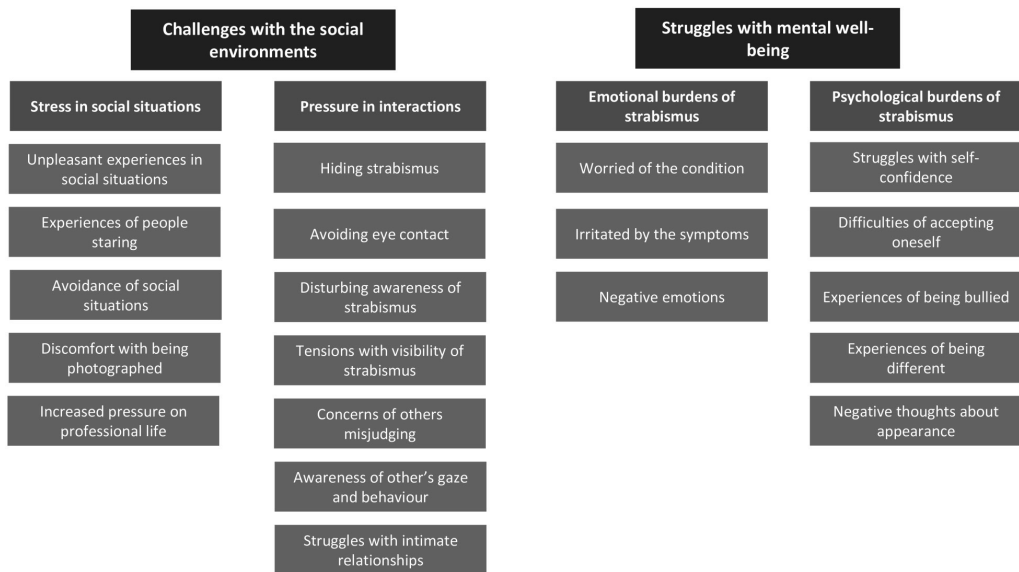 Challenges with the social
environments
Stress in social situations
Unpleasant experiences in
social situations
Experiences of people
staring
Avoidance of social
situations
Discomfort with being
photographed
Increased pressure on
professional life
Pressure in interactions
Hiding strabismus
Avoiding eye contact
Disturbing awareness of
strabismus
Tensions with visibility of
strabismus
Concerns of others
misjudging
Awareness of other’s gaze
and behaviour
Struggles with intimate
relationships
Struggles with mental well-
being
Emotional burdens of
strabismus
Worried of the condition
Irritated by the symptoms
Negative emotions
Psychological burdens of
strabismus
Struggles with self-
confidence
Difficulties of accepting
oneself
Experiences of being bullied
Experiences of being
different
Negative thoughts about
appearance